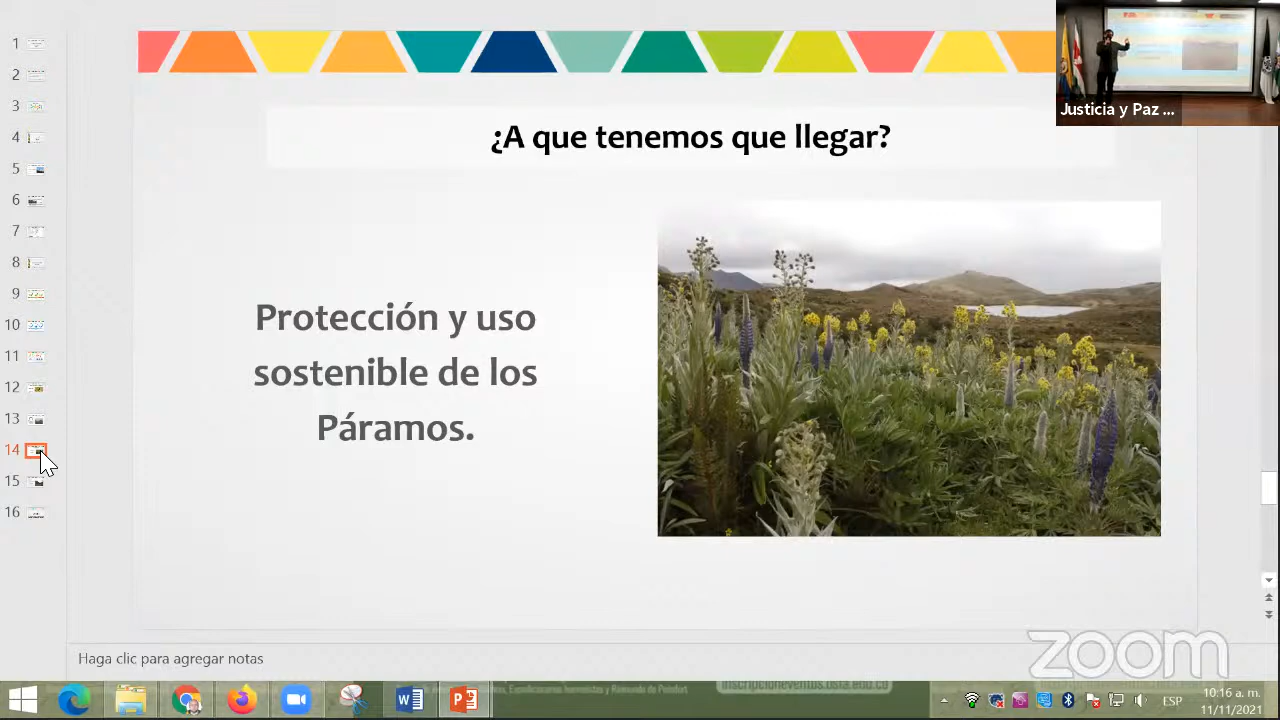 Justicia y Paz ...
¿A que tenemos que llegar?
Protección y uso
sostenible de los
Páramos.
1
2
3
4
5
6
7
8
9
10
11
12
13
14
15
16
Haga clic para agregar notas
zoom
inscripcioneventos.usta.edu.co
ESP
10:16 a. m.
11/11/2021